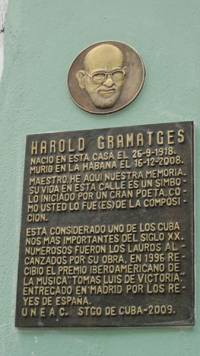 HAROLD GRAMATGES
NACIO EN ESTA CASA EL 26-9-1918.
MURIO EN LA HABANA EL 16-12-2008.
MAESTRO, HE AQUI NUESTRA MEMORIA.
SU VIDA EN ESTA CALLE ES UN SIMBO-
LO INICIADO POR UN GRAN POETA: CO-
MO USTED LO FUE(ES) DE LA COMPOSI-
CION.
ESTA CONSIDERADO UNO DE LOS CUBA
NOS MAS IMPORTANTES DEL SIGLO XX.
NUMEROSOS FUERON LOS LAUROS AL-
CANZADOS POR SU OBRA, EN 1996 RE-
CIBIO EL PREMIO IBEROAMERICANO DE
LA MUSICA "TOMAS LUIS DE VICTORIA",
ENTREGADO EN MADRID POR LOS RE-
YES DE ESPAÑA.
U N E A C. STGO DE CUBA-2009.